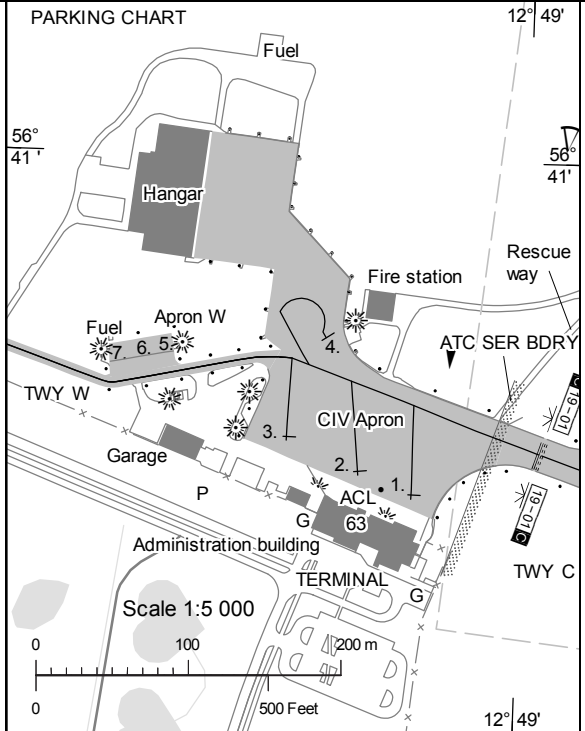 PARKING CHART
12° 49'
Fuel
56°
41'
56°
41'
Hangar
Rescue
way
Fire station
Fuel
Apron W
7. 6. 5.
4.
ATC SER BDRY
TWY W
CIV Apron
3.
2.
1.
C 19-01
19-01 C
Garage
P
ACL
63
G
Administration building
TWY C
TERMINAL
G
Scale 1:5 000
0 100 200 m
0 500 Feet
12° 49'